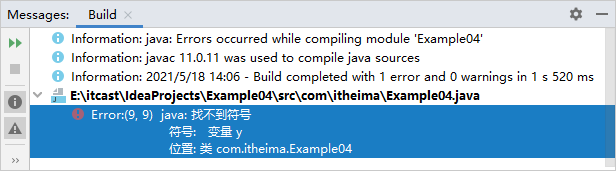 Messages: Build ×
Information: java: Errors occurred while compiling module 'Example04'
Information: javac 11.0.11 was used to compile java sources
Information: 2021/5/18 14:06 - Build completed with 1 error and 0 warnings in 1 s 520 ms
E:\itcast\IdeaProjects\Example04\src\com\itheima\Example04.java
Error:(9, 9) java: 找不到符号
符号: 变量 y
位置: 类 com.itheima.Example04